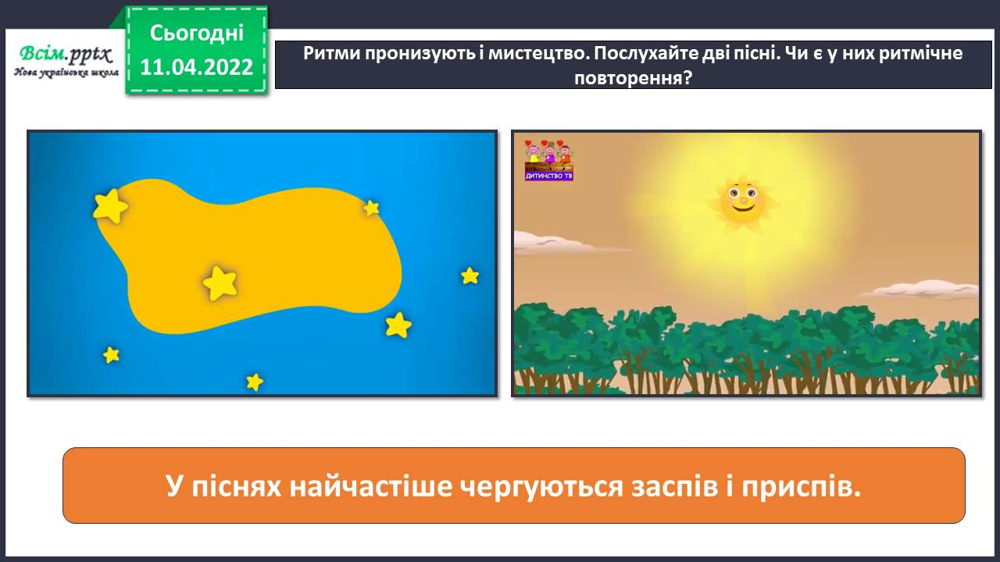 Сьогодні
11.04.2022
Всім.pptx
Нова українська школа
Ритми пронизують і мистецтво. Послухайте дві пісні. Чи є у них ритмічне
повторення?
ДИТИНСТВО ТВ
У піснях найчастіше чергуються заспів і приспів.